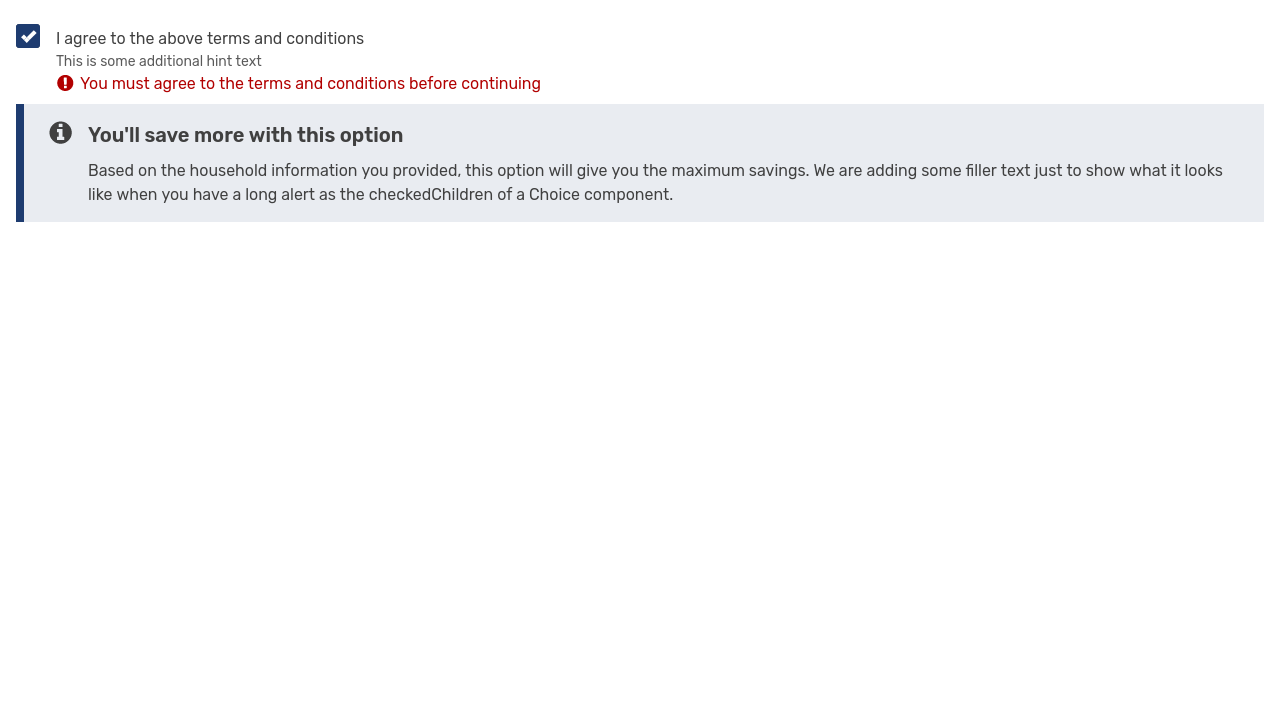 I agree to the above terms and conditions
This is some additional hint text
You must agree to the terms and conditions before continuing
You'll save more with this option
Based on the household information you provided, this option will give you the maximum savings. We are adding some filler text just to show what it looks
like when you have a long alert as the checkedChildren of a Choice component.